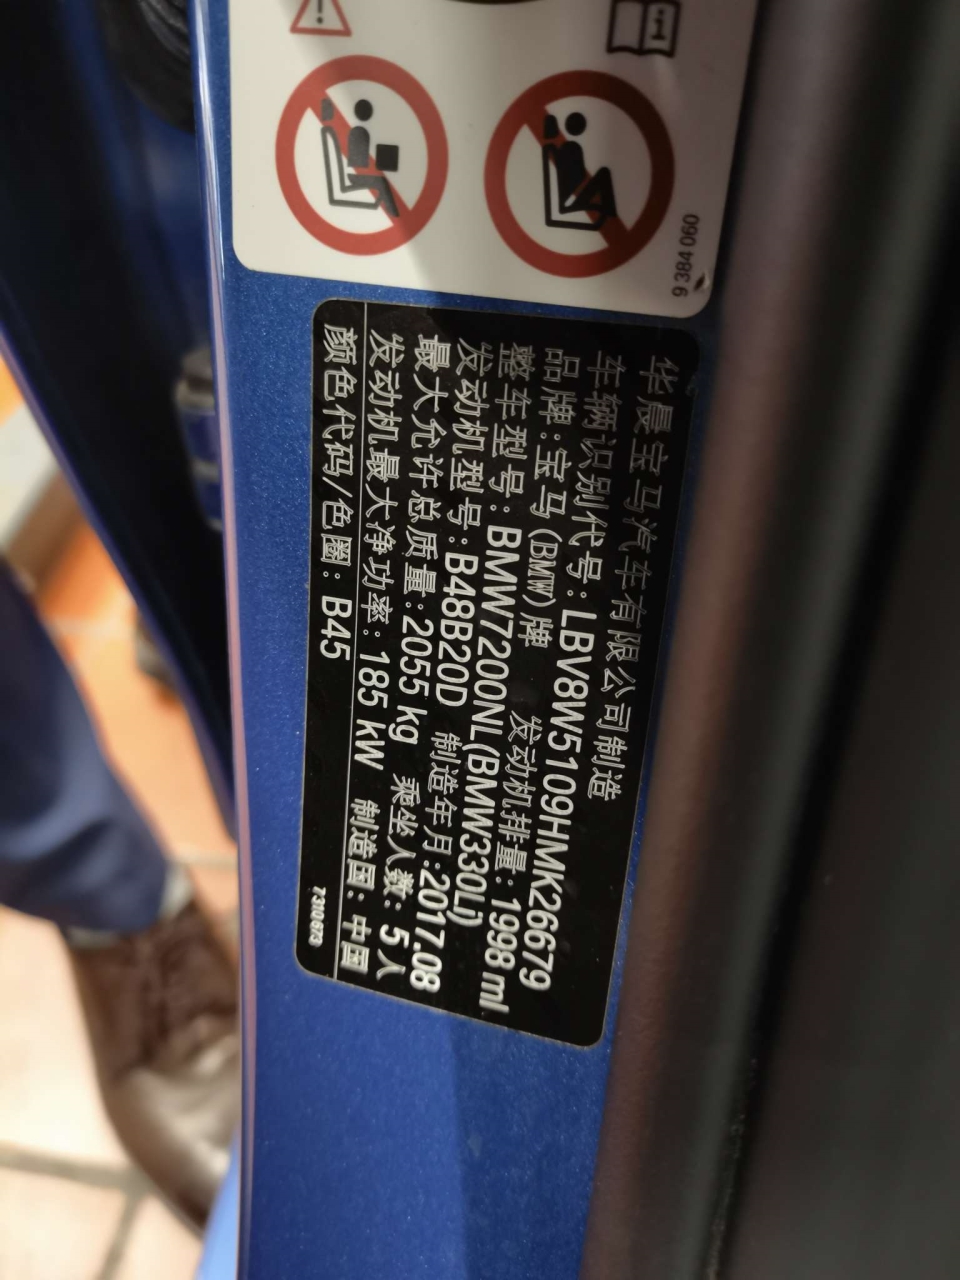 9 384 060
华晨宝马汽车有限公司制造
车辆识别代号: LBV8W5109HMK26679
品牌: 宝马 (BMW) 牌 发动机排量: 1998 ml
整车型号: BMW7200NL(BMW330Li)
发动机型号: B48B20D 制造年月: 2017.08
最大允许总质量: 2055 kg 乘坐人数: 5 人
发动机最大净功率: 185 kW 制造国: 中国
颜色代码/色圈: B45
7310673